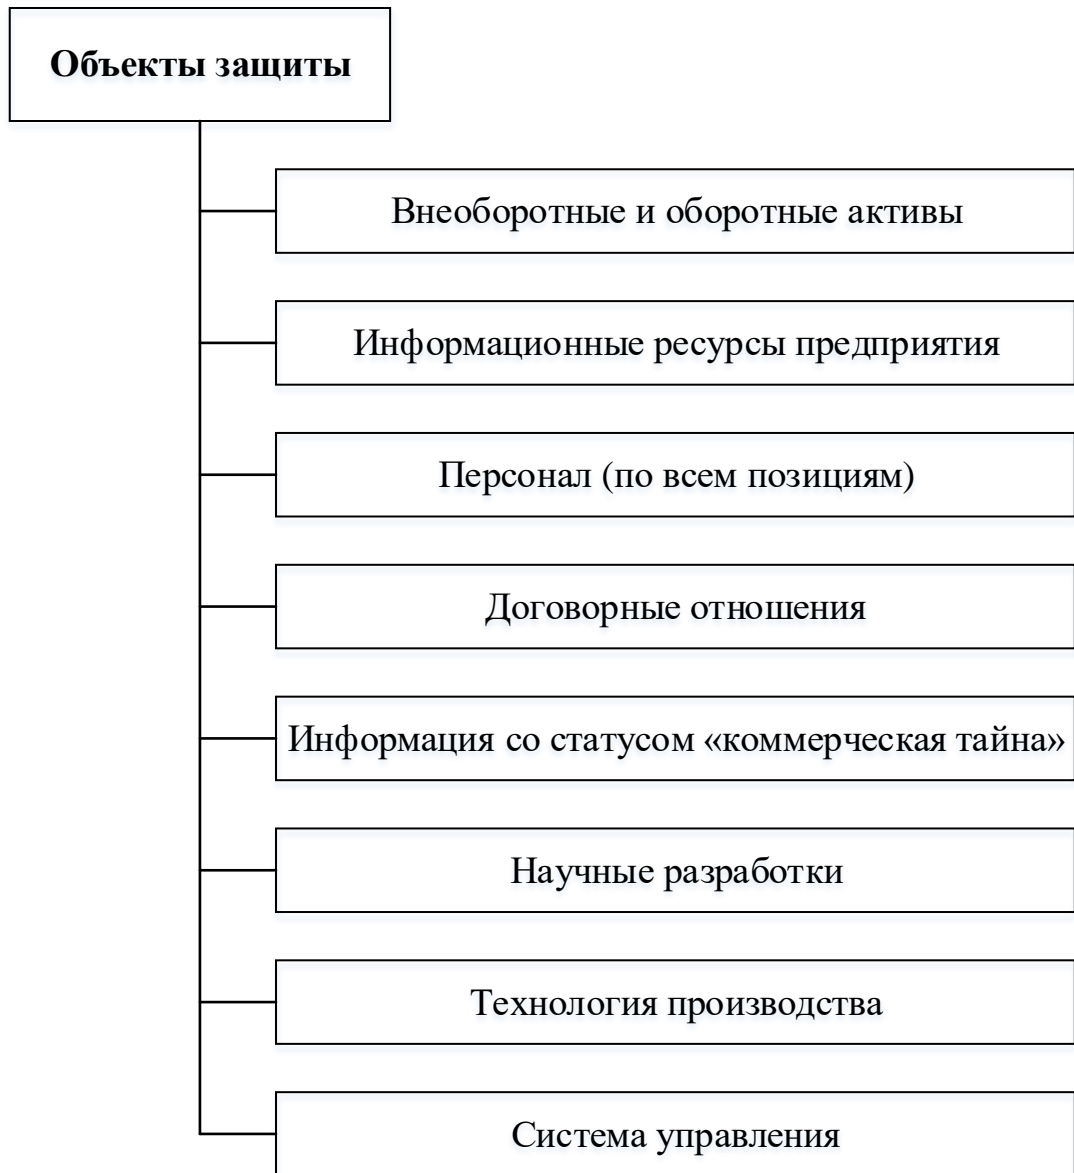 Объекты защиты
Внеоборотные и оборотные активы
Информационные ресурсы предприятия
Персонал (по всем позициям)
Договорные отношения
Информация со статусом «коммерческая тайна»
Научные разработки
Технология производства
Система управления